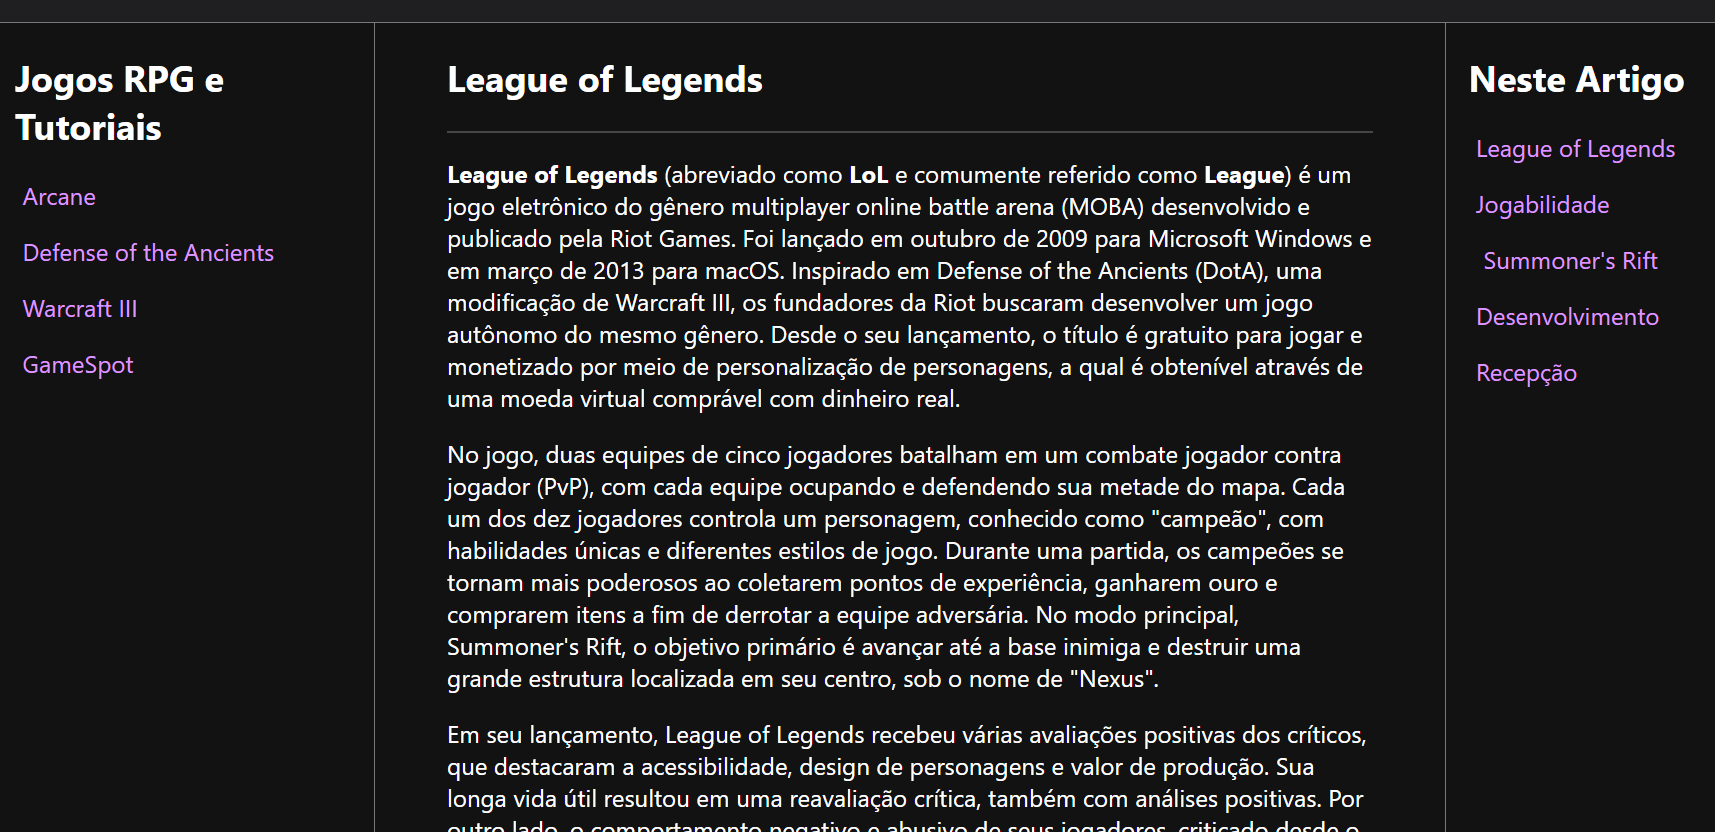 Jogos RPG e
Tutoriais
Arcane
Defense of the Ancients
Warcraft III
GameSpot
League of Legends
League of Legends (abreviado como LoL e comumente referido como League) é um
jogo eletrônico do gênero multiplayer online battle arena (MOBA) desenvolvido e
publicado pela Riot Games. Foi lançado em outubro de 2009 para Microsoft Windows e
em março de 2013 para macOS. Inspirado em Defense of the Ancients (DotA), uma
modificação de Warcraft III, os fundadores da Riot buscaram desenvolver um jogo
autônomo do mesmo gênero. Desde o seu lançamento, o título é gratuito para jogar e
monetizado por meio de personalização de personagens, a qual é obtenível através de
uma moeda virtual comprável com dinheiro real.
No jogo, duas equipes de cinco jogadores batalham em um combate jogador contra
jogador (PvP), com cada equipe ocupando e defendendo sua metade do mapa. Cada
um dos dez jogadores controla um personagem, conhecido como "campeão", com
habilidades únicas e diferentes estilos de jogo. Durante uma partida, os campeões se
tornam mais poderosos ao coletarem pontos de experiência, ganharem ouro e
comprarem itens a fim de derrotar a equipe adversária. No modo principal,
Summoner's Rift, o objetivo primário é avançar até a base inimiga e destruir uma
grande estrutura localizada em seu centro, sob o nome de "Nexus".
Em seu lançamento, League of Legends recebeu várias avaliações positivas dos críticos,
que destacaram a acessibilidade, design de personagens e valor de produção. Sua
longa vida útil resultou em uma reavaliação crítica, também com análises positivas. Por
outro lado, o comportamento negativo e abusivo de seus jogadores, criticado desde o
Neste Artigo
League of Legends
Jogabilidade
Summoner's Rift
Desenvolvimento
Recepção